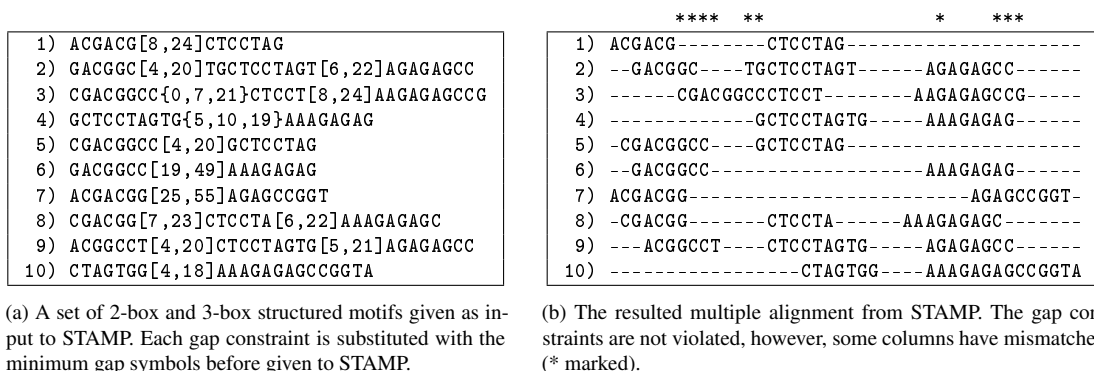 1) ACGACG[8,24]CTCCTAG
2) GACGGC[4,20]TGCTCCTAGT[6,22]AGAGAGCC
3) CGACGGCC{0,7,21}CTCCT[8,24]AAGAGAGCCG
4) GCTCCTAGTG{5,10,19}AAAGAGAG
5) CGACGGCC[4,20]GCTCCTAG
6) GACGGCC[19,49]AAAGAGAG
7) ACGACGG[25,55]AGAGCCGGT
8) CGACGG[7,23]CTCCTA[6,22]AAAGAGAGC
9) ACGGCCT[4,20]CTCCTAGTG[5,21]AGAGAGCC
10) CTAGTGG[4,18]AAAGAGAGCCGGTA
(a) A set of 2-box and 3-box structured motifs given as in-
put to STAMP. Each gap constraint is substituted with the
minimum gap symbols before given to STAMP.
**** ** * ***
1) ACGACG--------CTCCTAG---------------------
2) --GACGGC----TGCTCCTAGT------AGAGAGCC------
3) ------CGACGGCCCTCCT--------AAGAGAGCCG-----
4) -------------GCTCCTAGTG-----AAAGAGAG------
5) -CGACGGCC----GCTCCTAG---------------------
6) --GACGGCC-------------------AAAGAGAG------
7) ACGACGG-------------------------AGAGCCGGT-
8) -CGACGG-------CTCCTA------AAAGAGAGC-------
9) ---ACGGCCT----CTCCTAGTG-----AGAGAGCC------
10) -----------------CTAGTGG----AAAGAGAGCCGGTA
(b) The resulted multiple alignment from STAMP. The gap con
straints are not violated, however, some columns have mismatche
(* marked).